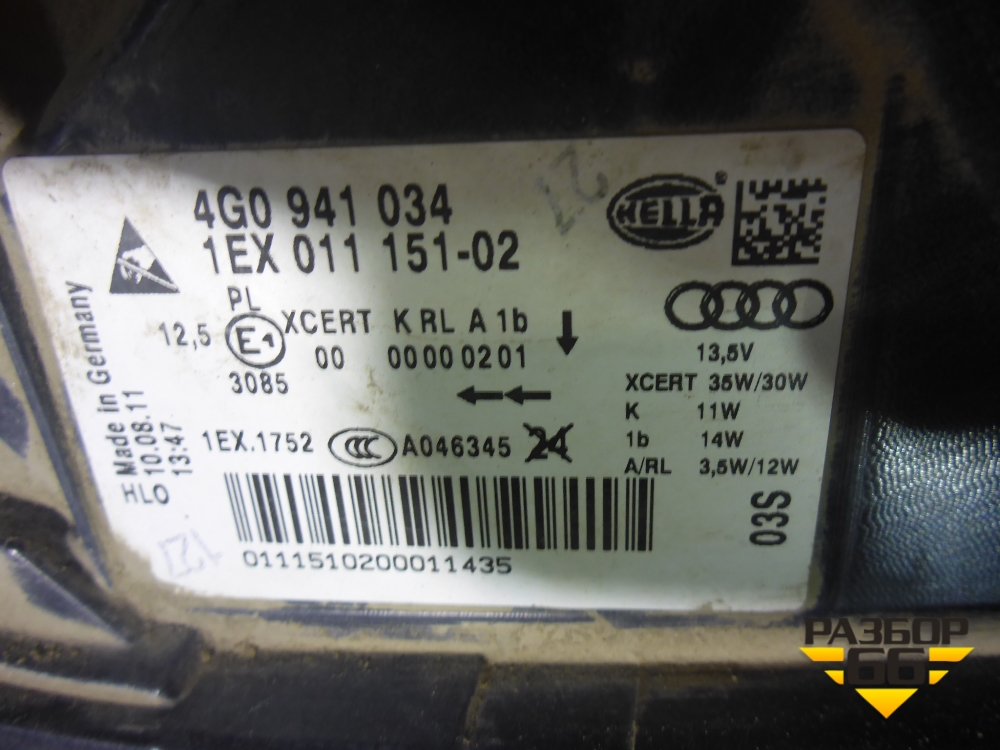 4G0 941 034
1EX 011 151-02
HELLA ®
PL
12,5 E1 XCERT K RL A 1b
00 00000201
3085
13,5V
XCERT 35W/30W
K 11W
1b 14W
A/RL 3,5W/12W
1EX.1752 CCC A046345 24
0111510200011435
03S
Made in Germany
10.08.11
13:47
HLO
РАЗБОР
66